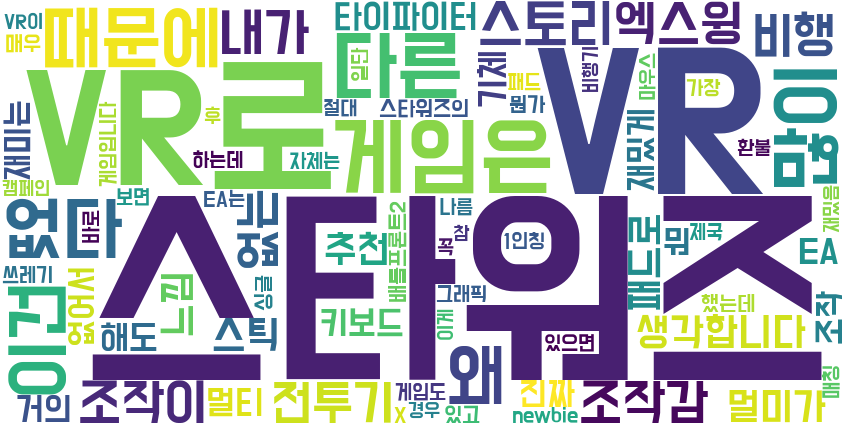 VR이
매우
때문에
내가
타이파이터
스토리
엑스윙
비행
VR로
다른
일단
절대
스타워즈의
기체
패드
뭔가
비행기
마우스
VR
가장
많이
재미는
게임입니다
후
하는데
자체는
게임은
재밌게
환불
캠페인
보면
EA는
없다
바로
없는
추천
배틀프론트2
나름
꼭
참
1인칭
스타워즈
패드로
뭐
제국
재밌음
EA
쓰레기
이건
없어서
느낌
싱글
그래픽
이게
키보드
해도
스틱
왜
있으면
했는데
생각합니다
조작
매칭
거의
조작이
멀티
전투기
게임도
X
경우
있고
진짜
newbie
조작감
멀미가